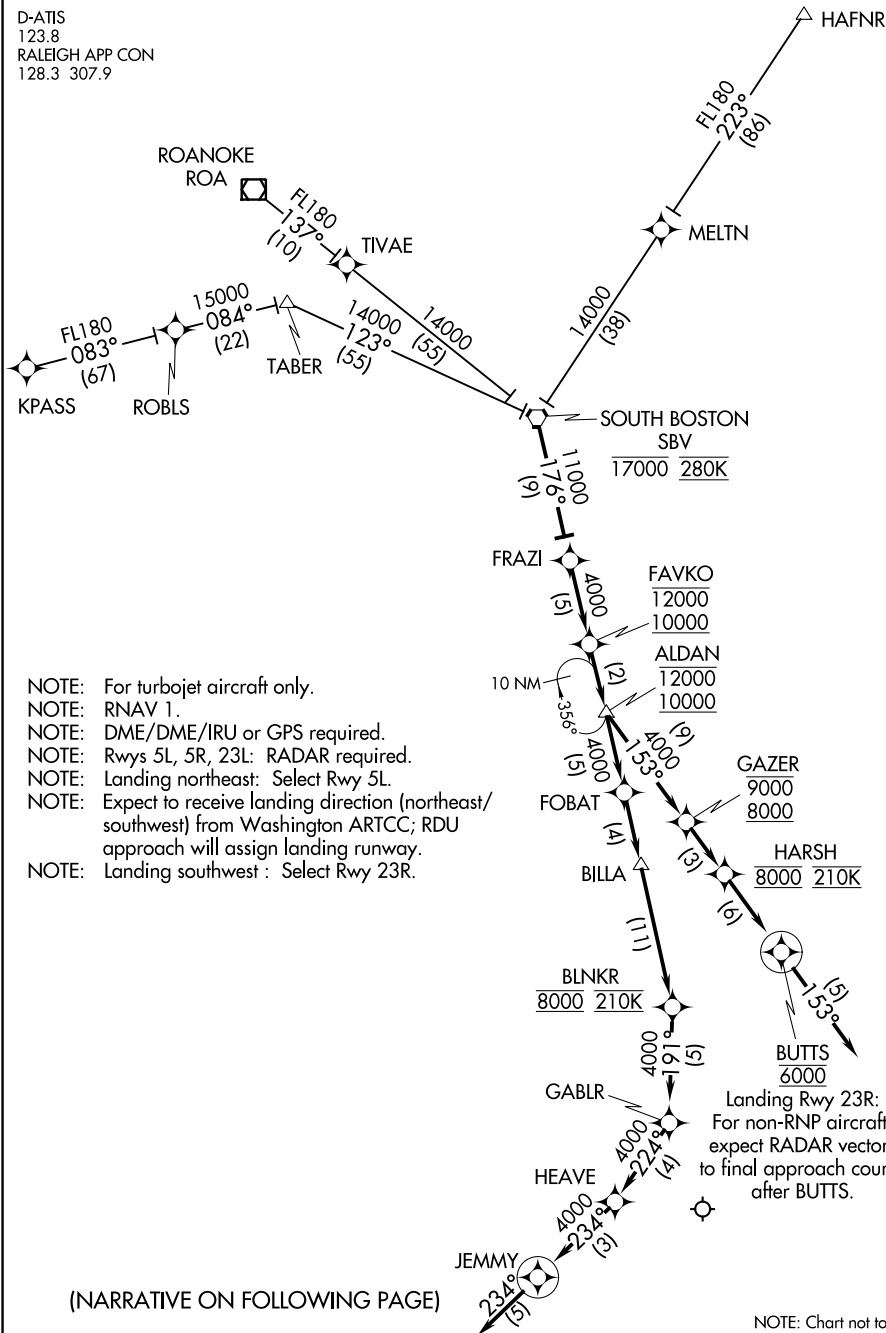 D-ATIS
123.8
RALEIGH APP CON
128.3 307.9
HAFNR
FL180
223°
(86)
ROANOKE
ROA
FL180
137°
(10)
TIVAE
MELTN
14000
(38)
14000
(55)
FL180
083°
(67)
15000
084°
(22)
14000
123°
(55)
KPASS
ROBLS
TABER
SOUTH BOSTON
SBV
17000 280K
11000
176°
(9)
FRAZI
4000
(5)
FAVKO
12000
10000
(2)
ALDAN
12000
10000
10 NM
356°
NOTE: For turbojet aircraft only.
NOTE: RNAV 1.
NOTE: DME/DME/IRU or GPS required.
NOTE: Rwys 5L, 5R, 23L: RADAR required.
NOTE: Landing northeast: Select Rwy 5L.
NOTE: Expect to receive landing direction (northeast/
southwest) from Washington ARTCC; RDU
approach will assign landing runway.
NOTE: Landing southwest : Select Rwy 23R.
4000
(5)
4000
153°
(9)
FOBAT
GAZER
9000
8000
(4)
(3)
BILLA
HARSH
8000 210K
(6)
(11)
BLNKR
8000 210K
(5)
153°
BUTTS
6000
4000
191°
(5)
Landing Rwy 23R:
For non-RNP aircraft
expect RADAR vector
to final approach cour
after BUTTS.
GABLR
4000
224°
(4)
HEAVE
4000
234°
(3)
JEMMY
234°
(5)
(NARRATIVE ON FOLLOWING PAGE)
NOTE: Chart not to